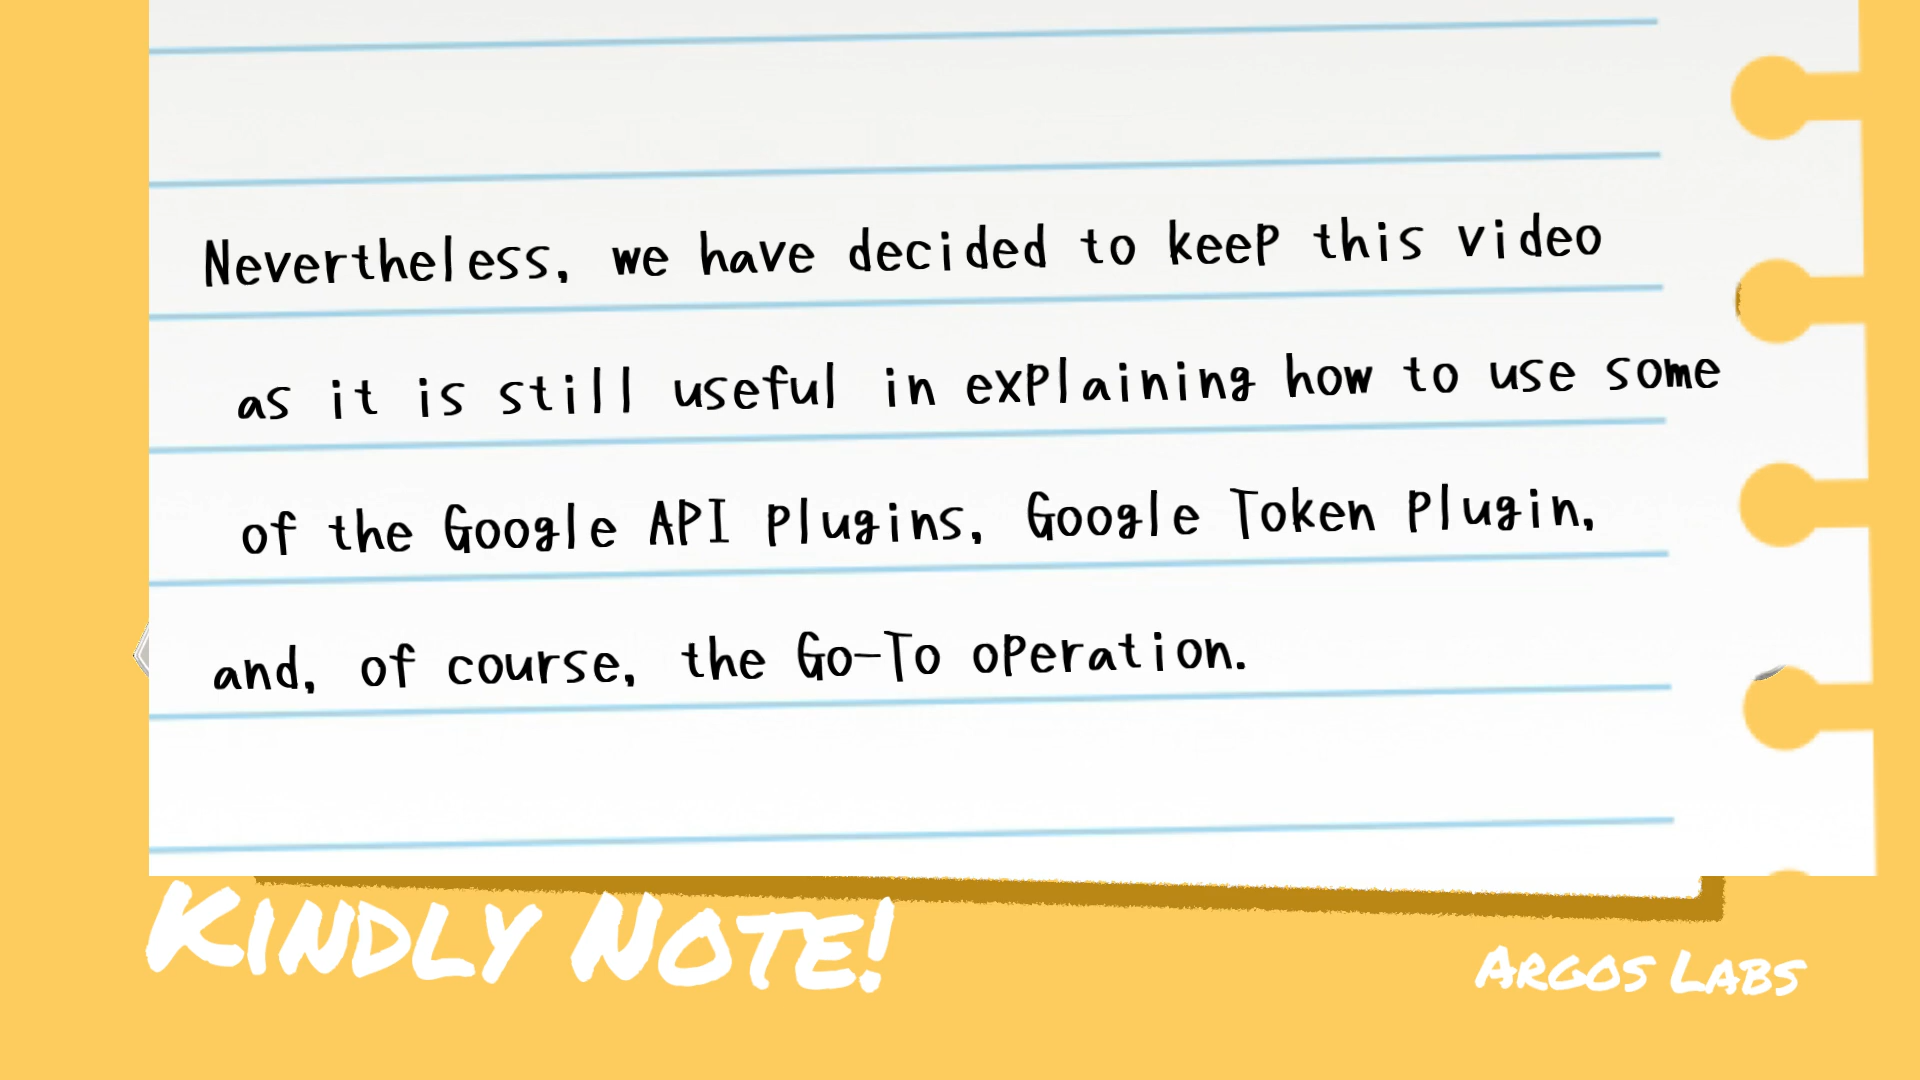 Nevertheless, we have decided to keep this video
as it is still useful in explaining how to use some
of the Google API plugins, Google Token plugin,
and, of course, the Go-To operation.
Kindly Note!
Argos Labs